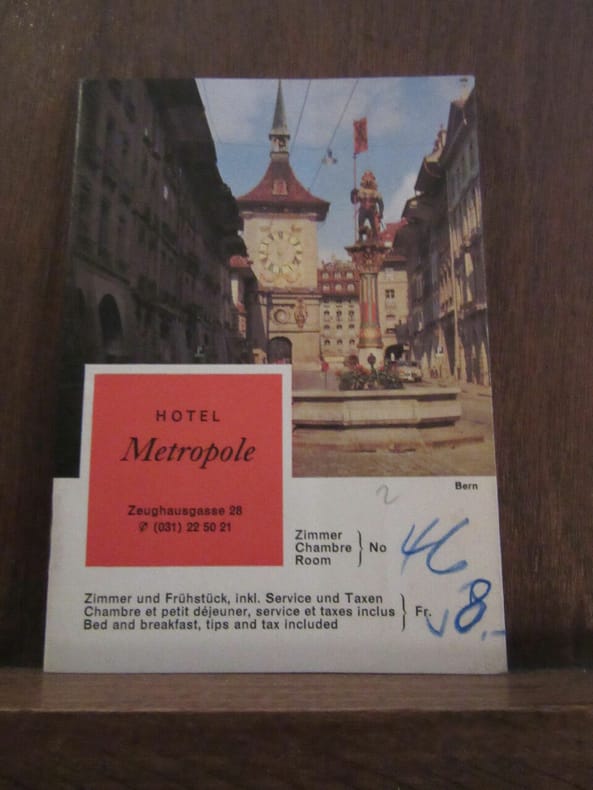 HOTEL
Metropole
Zeughausgasse 28
✆ (031) 22 50 21
Bern
2
Zimmer
Chambre
Room
No 46
Zimmer und Frühstück, inkl. Service und Taxen
Chambre et petit déjeuner, service et taxes inclus
Bed and breakfast, tips and tax included
Fr.
8.-